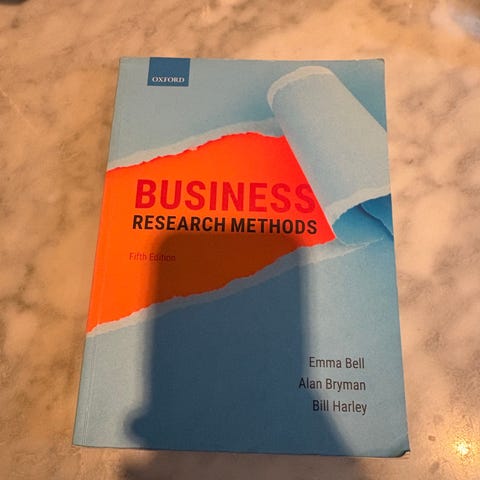 OXFORD
BUSINESS
RESEARCH METHODS
Fifth Edition
Emma Bell
Alan Bryman
Bill Harley